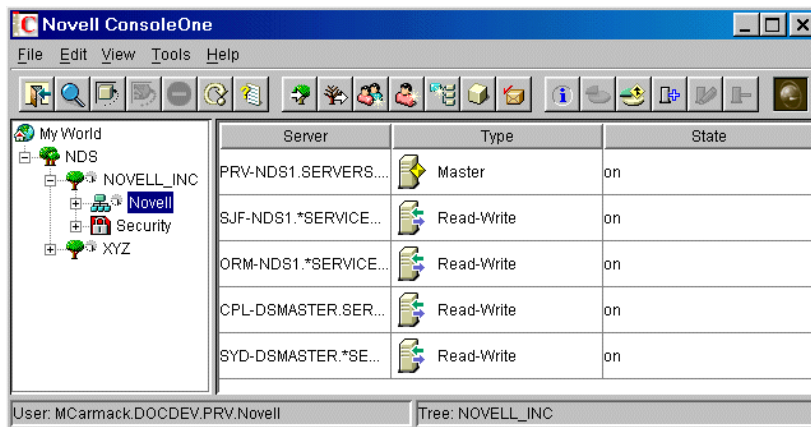 Novell ConsoleOne
File Edit View Tools Help
My World
NDS
NOVELL_INC
Novell
Security
XYZ
Server Type State
PRV-NDS1.SERVERS.... Master on
SJF-NDS1.*SERVICE... Read-Write on
ORM-NDS1.*SERVICE... Read-Write on
CPL-DSMASTER.SER... Read-Write on
SYD-DSMASTER.*SE... Read-Write on
User: MCarmack.DOCDEV.PRV.Novell Tree: NOVELL_INC